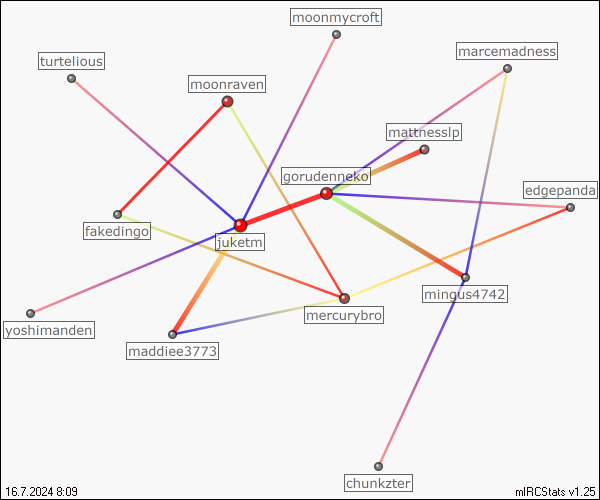 moonmycroft
marcemadness
turtelious
moonraven
mattnesslp
gorudenneko
edgepanda
fakedingo
juketm
mingus4742
mercurybro
yoshimanden
maddiee3773
chunkzter
16.7.2024 8:09
mIRCStats v1.25